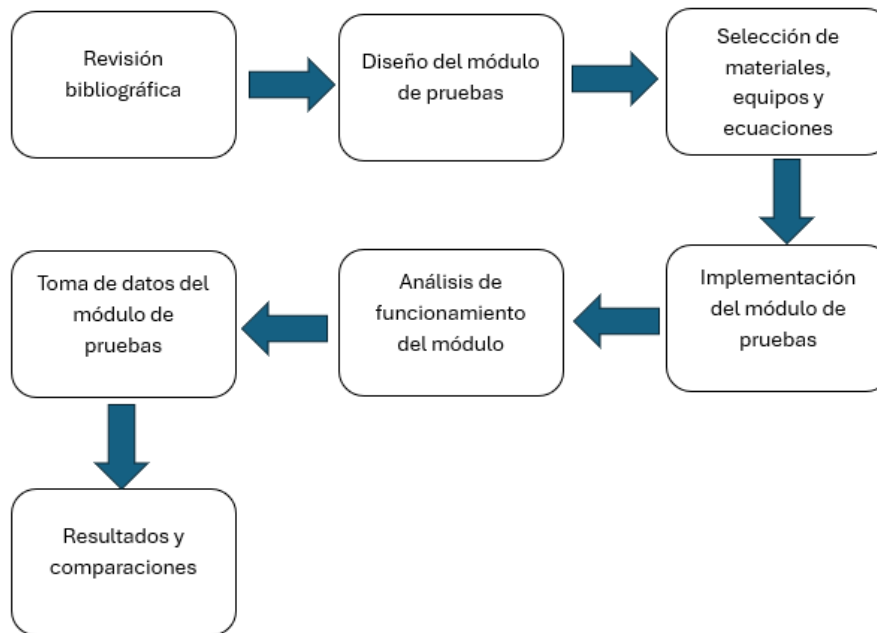 Revisión
bibliográfica
Diseño del módulo
de pruebas
Selección de
materiales,
equipos y
ecuaciones
Implementación
del módulo de
pruebas
Análisis de
funcionamiento
del módulo
Toma de datos del
módulo de
pruebas
Resultados y
comparaciones